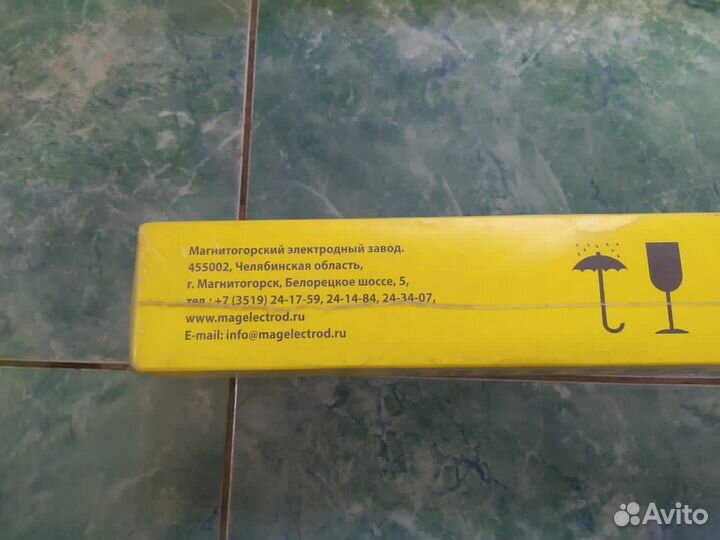 Магнитогорский электродный завод.
455002, Челябинская область,
г. Магнитогорск, Белорецкое шоссе, 5,
тел.: +7 (3519) 24-17-59, 24-14-84, 24-34-07,
www.magelectrod.ru
E-mail: info@magelectrod.ru
Avito